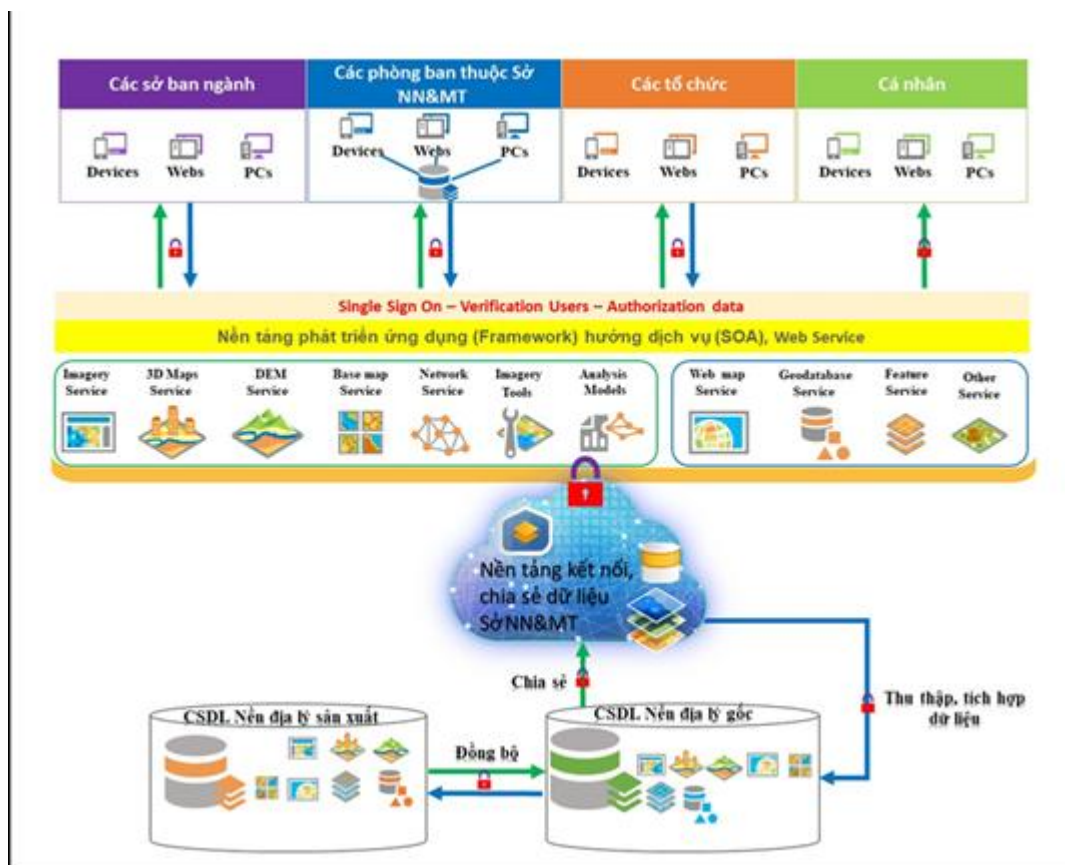 Các sở ban ngành
Các phòng ban thuộc Sở
NN&MT
Các tổ chức
Cá nhân
Devices Webs PCs
Devices Webs PCs
Devices Webs PCs
Devices Webs PCs
Single Sign On – Verification Users – Authorization data
Nền tảng phát triển ứng dụng (Framework) hướng dịch vụ (SOA), Web Service
Imagery
Service
3D Maps
Service
DEM
Service
Base map
Service
Network
Service
Imagery
Tools
Analysis
Models
Web map
Service
Geodatabase
Service
Feature
Service
Other
Service
Nền tảng kết nối,
chia sẻ dữ liệu
Sở NN&MT
Chia sẻ
Thu thập, tích hợp
dữ liệu
CSDL Nền địa lý sản xuất
Đồng bộ
CSDL Nền địa lý gốc